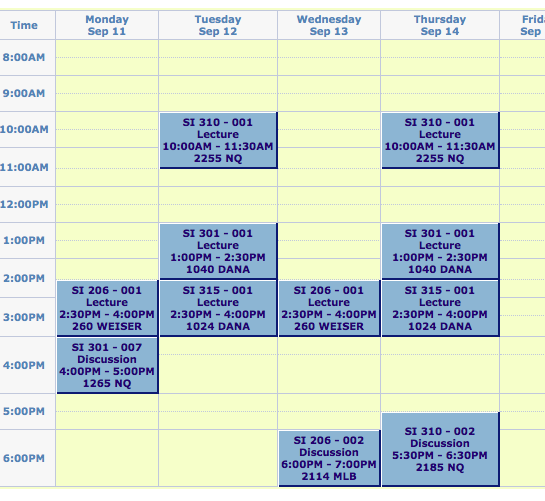 Time
Monday
Sep 11
Tuesday
Sep 12
Wednesday
Sep 13
Thursday
Sep 14
Frid
Sep
8:00AM
9:00AM
10:00AM
SI 310 - 001
Lecture
10:00AM - 11:30AM
2255 NQ
SI 310 - 001
Lecture
10:00AM - 11:30AM
2255 NQ
11:00AM
12:00PM
1:00PM
SI 301 - 001
Lecture
1:00PM - 2:30PM
1040 DANA
SI 301 - 001
Lecture
1:00PM - 2:30PM
1040 DANA
2:00PM
3:00PM
SI 206 - 001
Lecture
2:30PM - 4:00PM
260 WEISER
SI 315 - 001
Lecture
2:30PM - 4:00PM
1024 DANA
SI 206 - 001
Lecture
2:30PM - 4:00PM
260 WEISER
SI 315 - 001
Lecture
2:30PM - 4:00PM
1024 DANA
4:00PM
SI 301 - 007
Discussion
4:00PM - 5:00PM
1265 NQ
5:00PM
6:00PM
SI 206 - 002
Discussion
6:00PM - 7:00PM
2114 MLB
SI 310 - 002
Discussion
5:30PM - 6:30PM
2185 NQ